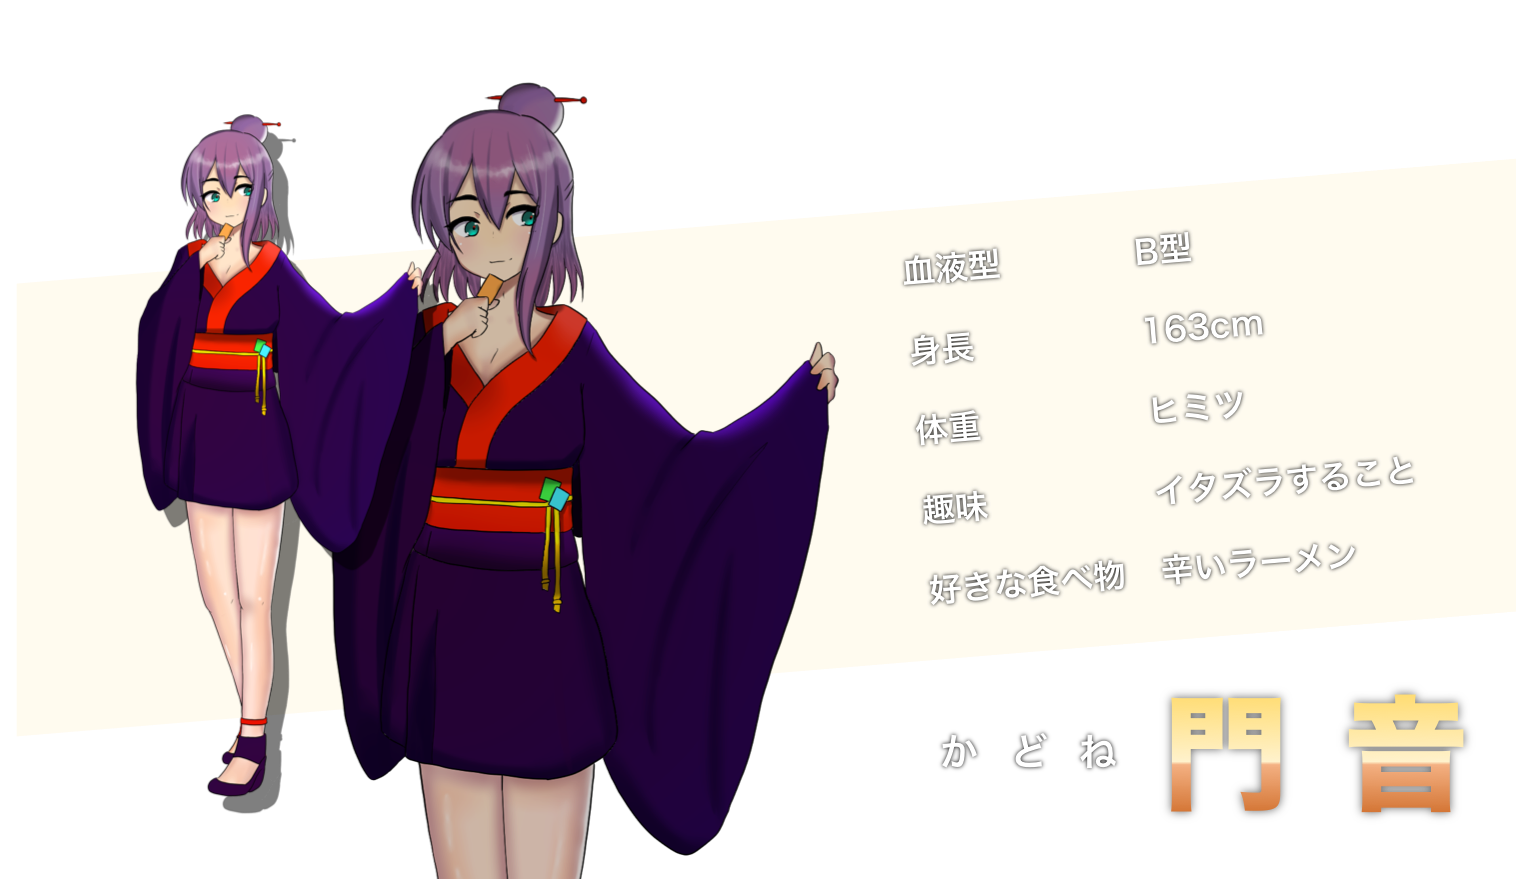 血液型 B型
身長 163cm
体重 ヒミツ
趣味 イタズラすること
好きな食べ物 辛いラーメン
かどね 門音